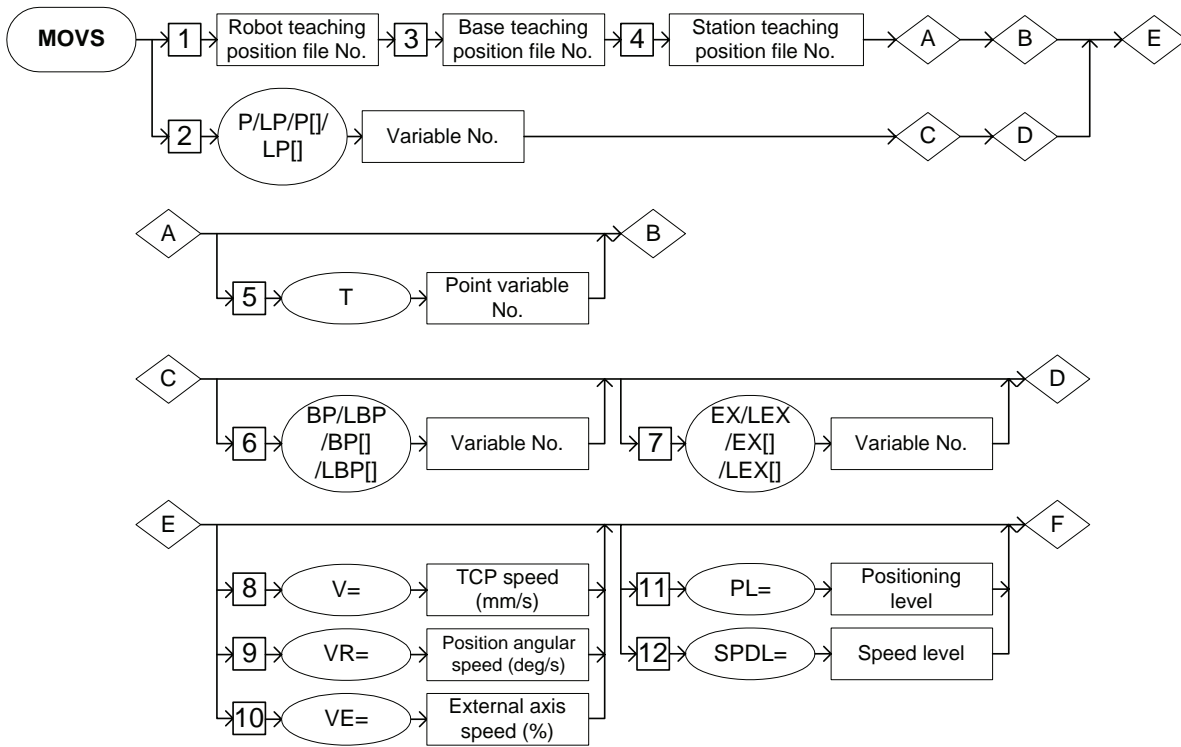 MOVS
1
Robot teaching
position file No.
3
Base teaching
position file No.
4
Station teaching
position file No.
A
B
E
2
P/LP/P[]/
LP[]
Variable No.
C
D
A
B
5
T
Point variable
No.
C
D
6
BP/LBP
/BP[]
/LBP[]
Variable No.
7
EX/LEX
/EX[]
/LEX[]
Variable No.
E
F
8
V=
TCP speed
(mm/s)
11
PL=
Positioning
level
9
VR=
Position angular
speed (deg/s)
12
SPDL=
Speed level
10
VE=
External axis
speed (%)